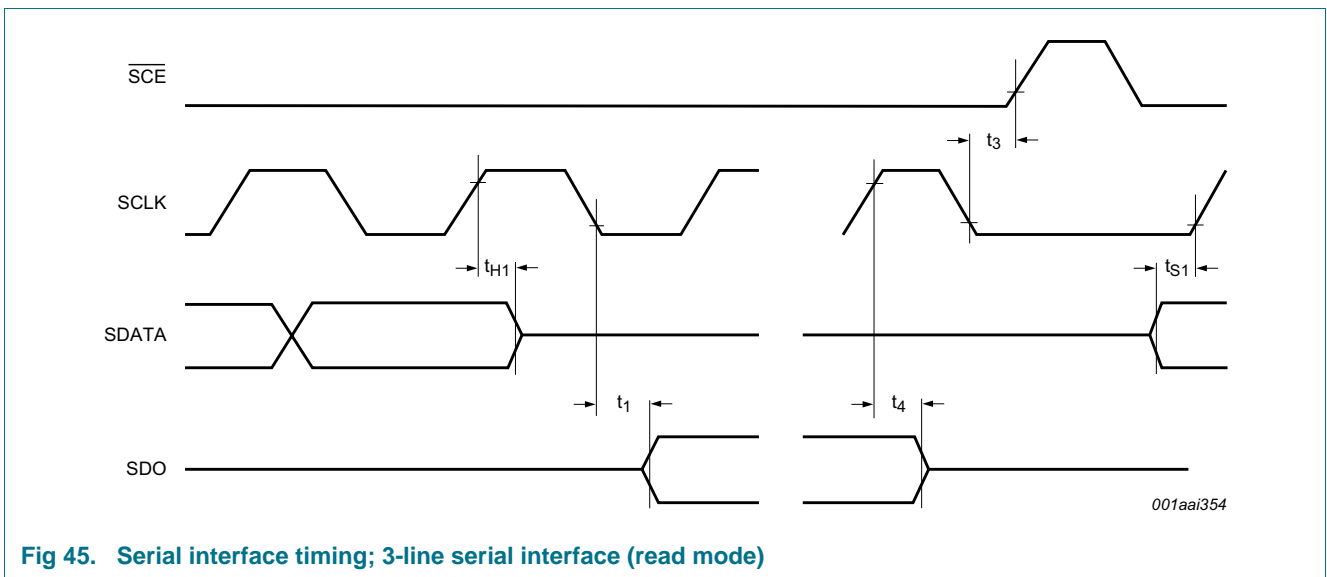 SCE
t3
SCLK
tH1
tS1
SDATA
t1
t4
SDO
001aai354
Fig 45. Serial interface timing; 3-line serial interface (read mode)